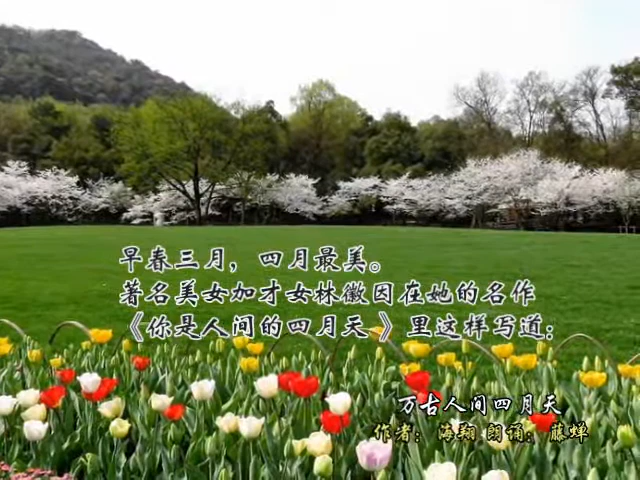 早春三月，四月最美。
著名美女加才女林徽因在她的名作
《你是人间的四月天》里这样写道：
万古人间四月天
作者：海翔 朗诵：藤蝉